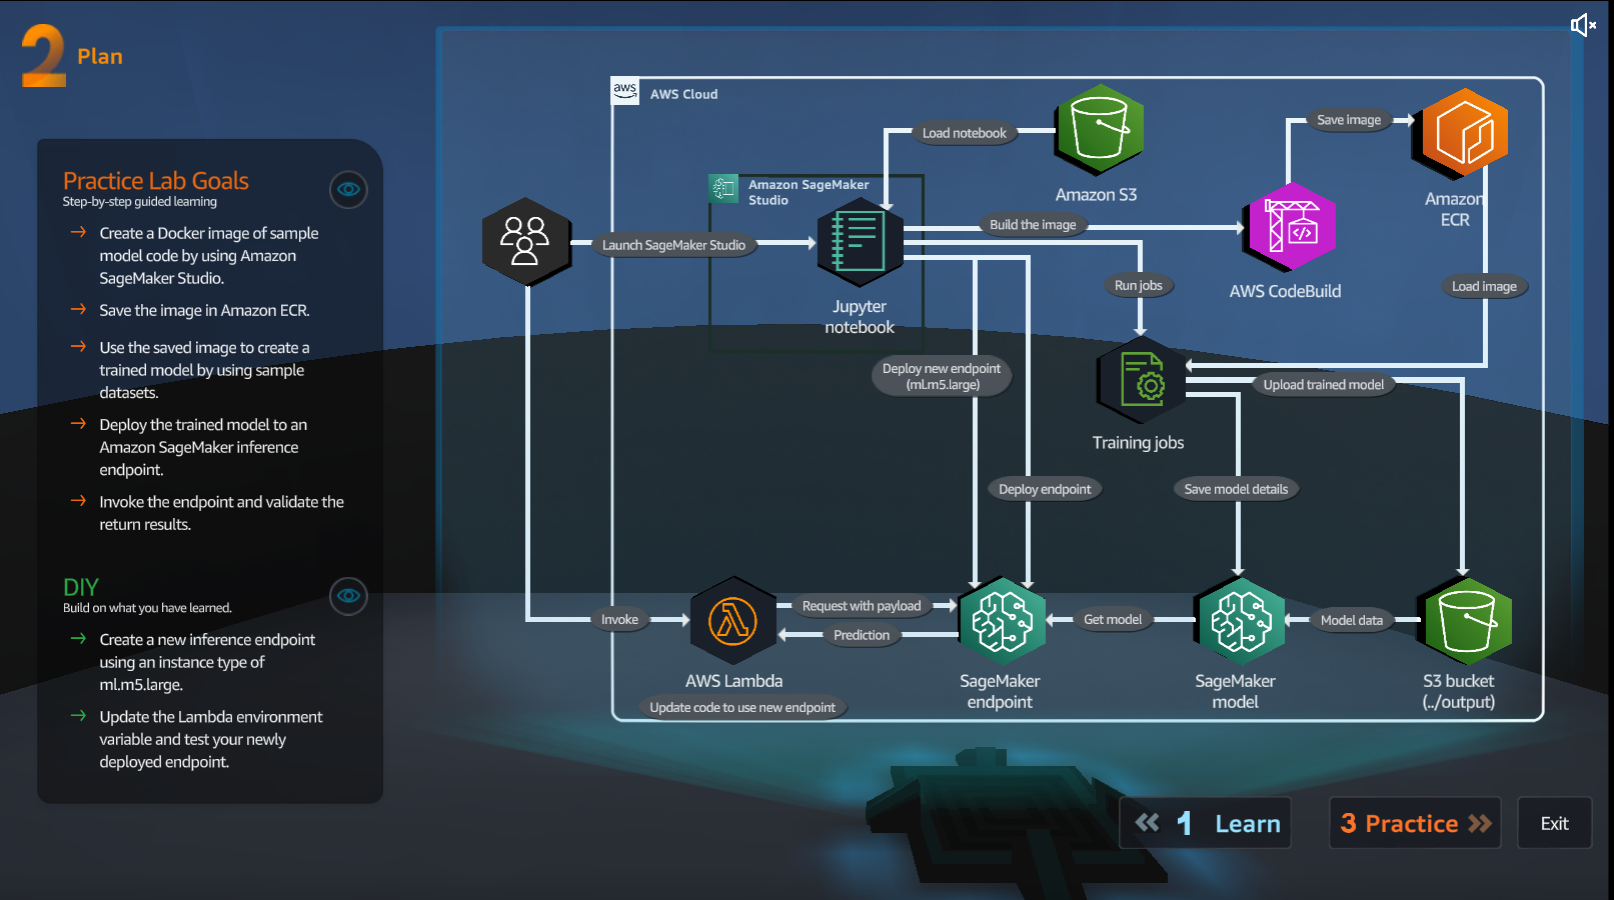 2 Plan
Practice Lab Goals
Step-by-step guided learning
Create a Docker image of sample
model code by using Amazon
SageMaker Studio.
Save the image in Amazon ECR.
Use the saved image to create a
trained model by using sample
datasets.
Deploy the trained model to an
Amazon SageMaker inference
endpoint.
Invoke the endpoint and validate the
return results.
DIY
Build on what you have learned.
Create a new inference endpoint
using an instance type of
ml.m5.large.
Update the Lambda environment
variable and test your newly
deployed endpoint.
aws
AWS Cloud
Load notebook
Amazon S3
Save image
Amazon
ECR
Amazon SageMaker
Studio
Launch SageMaker Studio
Jupyter
notebook
Build the image
AWS CodeBuild
Run jobs
Load image
Deploy new endpoint
(ml.m5.large)
Training jobs
Upload trained model
Deploy endpoint
Save model details
Invoke
AWS Lambda
Update code to use new endpoint
Request with payload
Prediction
SageMaker
endpoint
Get model
SageMaker
model
Model data
S3 bucket
(../output)
1 Learn
3 Practice
Exit